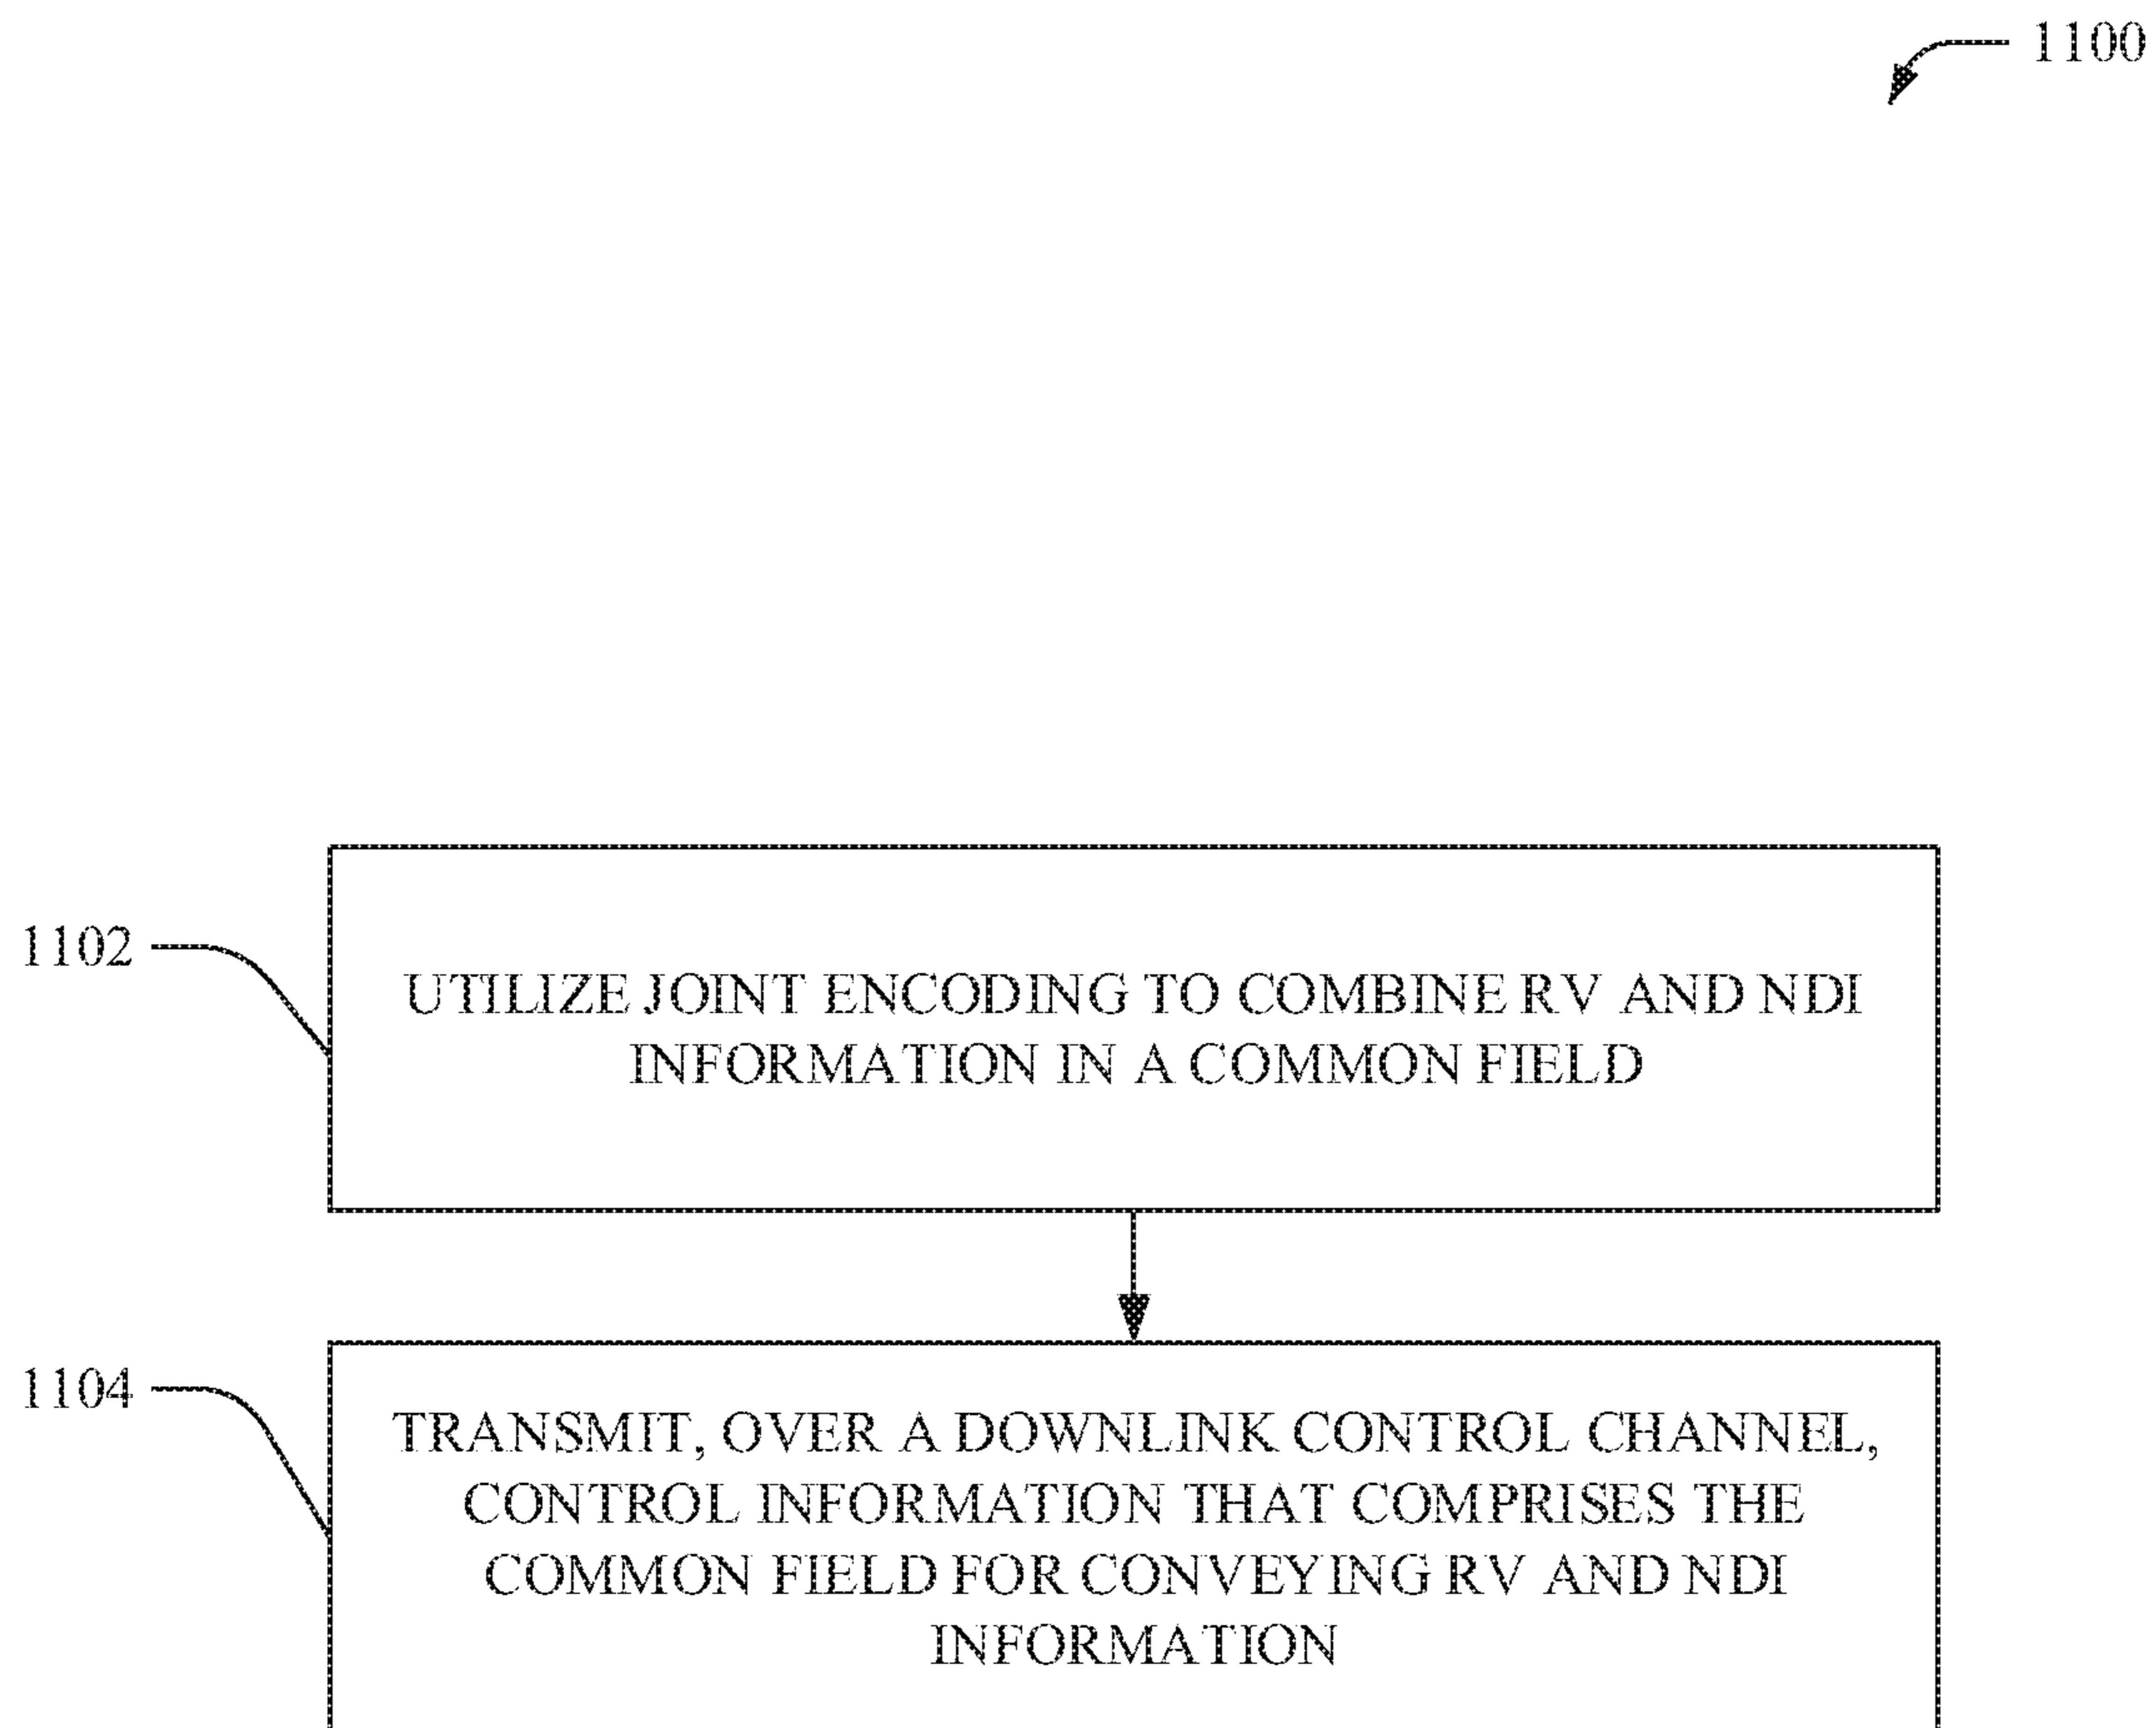 1100
1102
UTILIZE JOINT ENCODING TO COMBINE RV AND NDI
INFORMATION IN A COMMON FIELD
1104
TRANSMIT, OVER A DOWNLINK CONTROL CHANNEL,
CONTROL INFORMATION THAT COMPRISES THE
COMMON FIELD FOR CONVEYING RV AND NDI
INFORMATION